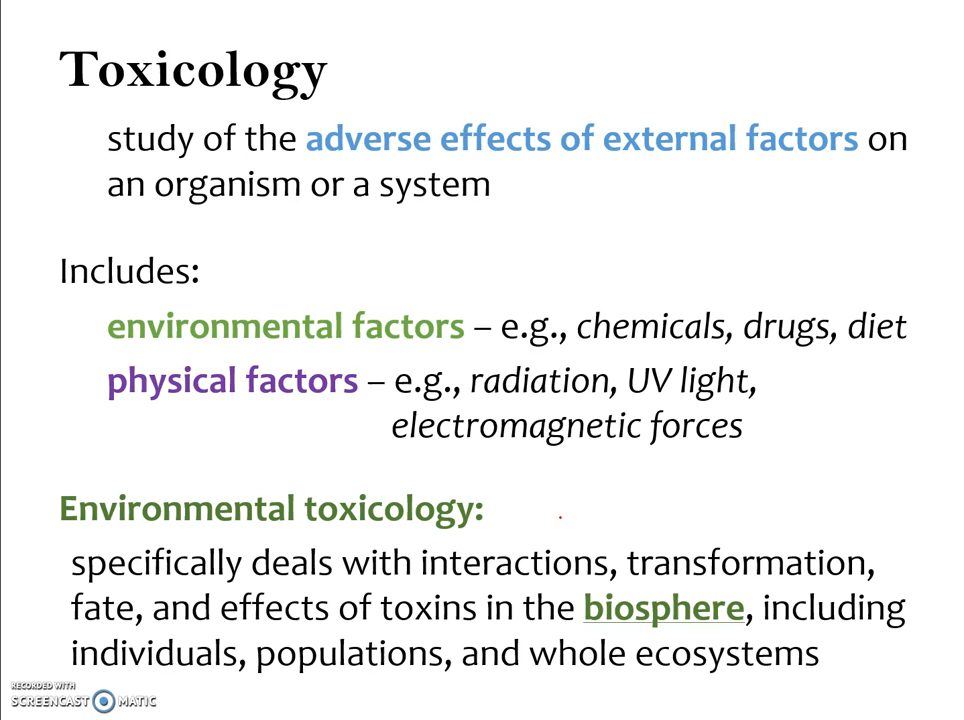 Toxicology
study of the adverse effects of external factors on
an organism or a system
Includes:
environmental factors – e.g., chemicals, drugs, diet
physical factors – e.g., radiation, UV light,
electromagnetic forces
Environmental toxicology:
specifically deals with interactions, transformation,
fate, and effects of toxins in the biosphere, including
individuals, populations, and whole ecosystems
RECORDED WITH
SCREENCAST MATIC